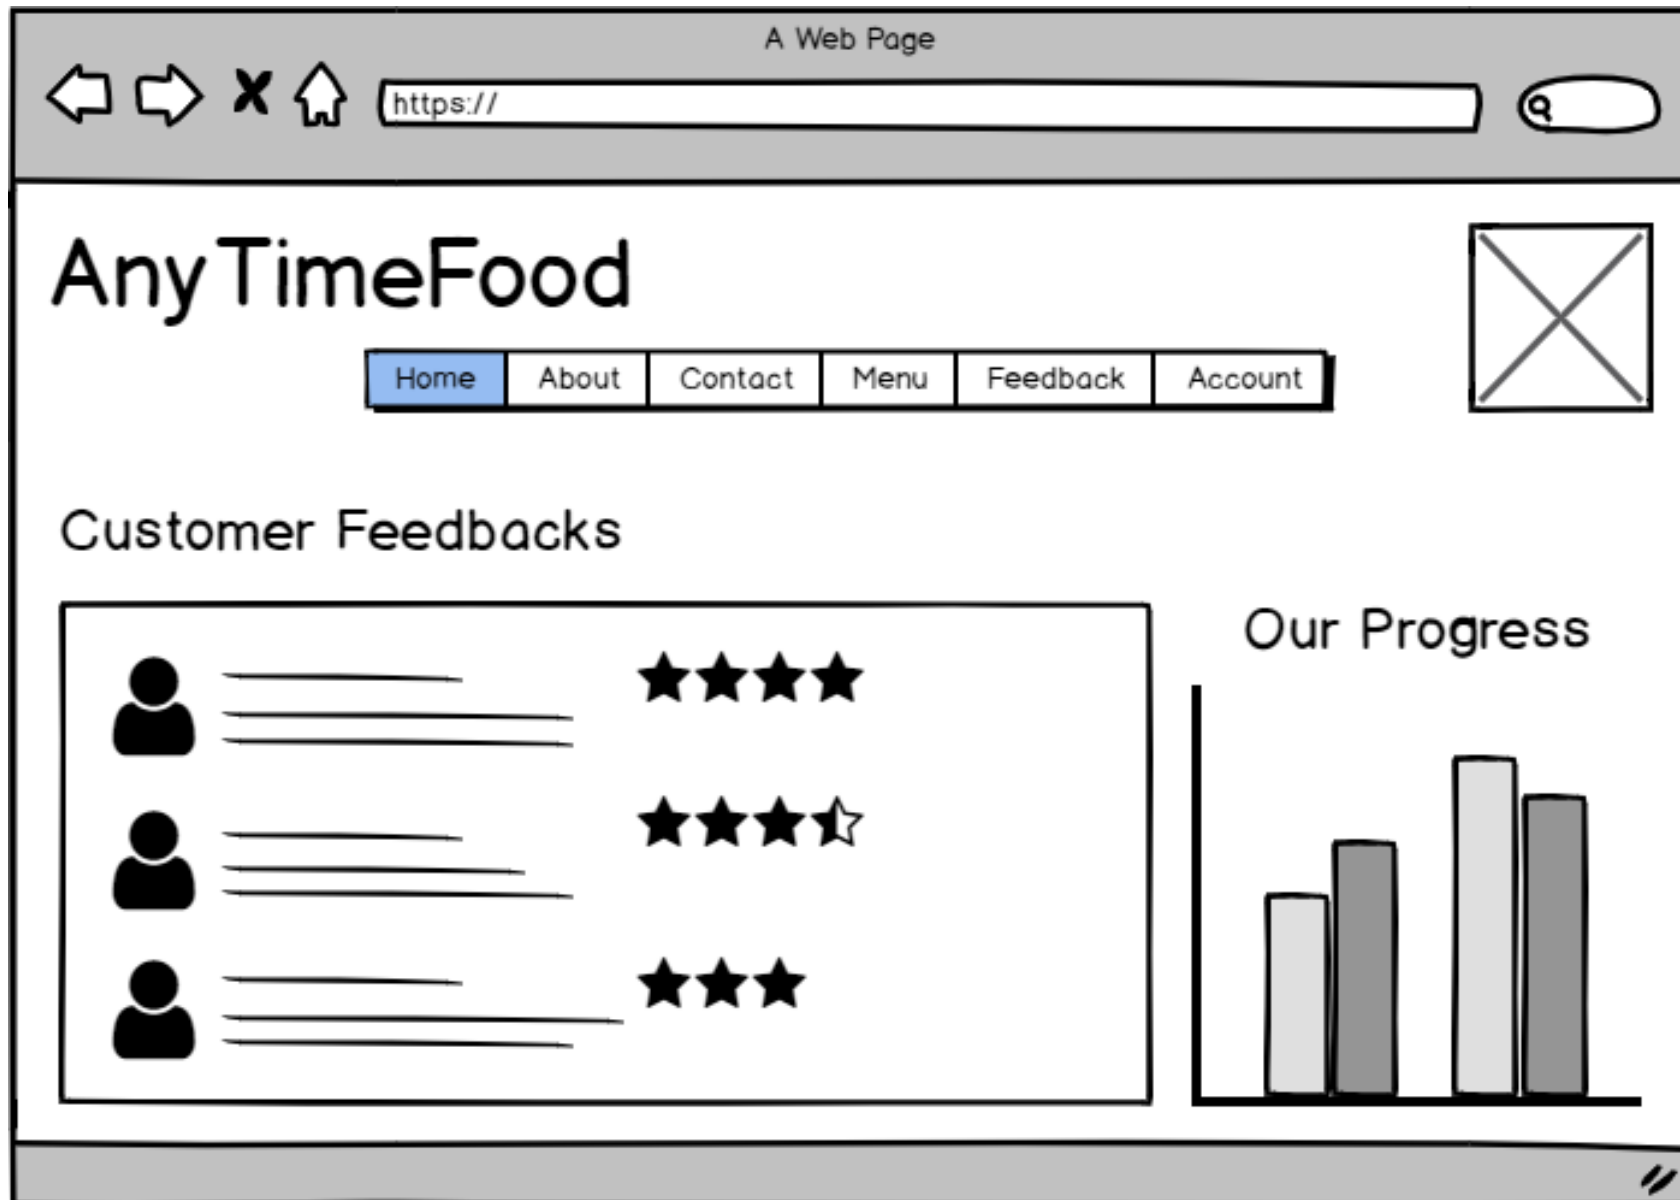 A Web Page
https://
AnyTimeFood
Home About Contact Menu Feedback Account
Customer Feedbacks
Our Progress